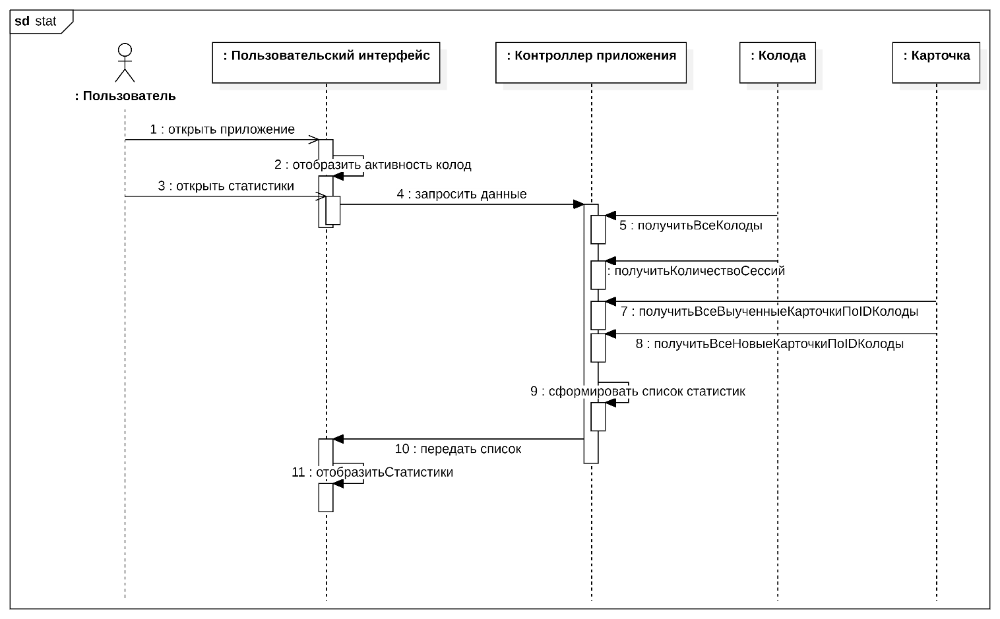 sd stat
: Пользователь
: Пользовательский интерфейс
: Контроллер приложения
: Колода
: Карточка
1 : открыть приложение
2 : отобразить активность колод
3 : открыть статистики
4 : запросить данные
5 : получитьВсеКолоды
: получитьКоличествоСессий
7 : получитьВсеВыученныеКарточкиПоIDКолоды
8 : получитьВсеНовыеКарточкиПоIDКолоды
9 : сформировать список статистик
10 : передать список
11 : отобразитьСтатистики